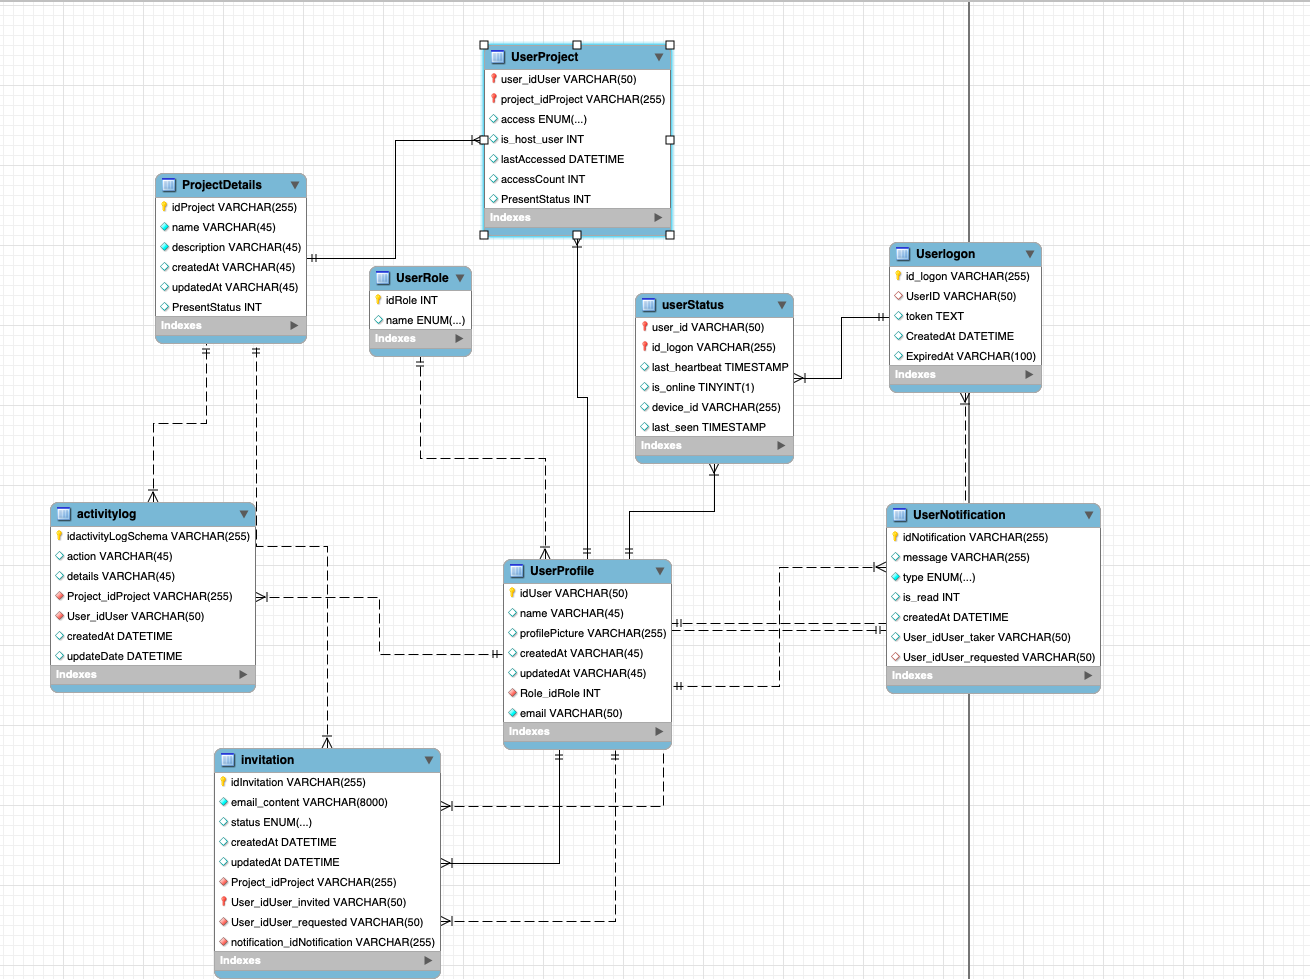 UserProject
user_idUser VARCHAR(50)
project_idProject VARCHAR(255)
access ENUM(...)
is_host_user INT
lastAccessed DATETIME
accessCount INT
PresentStatus INT
Indexes
ProjectDetails
idProject VARCHAR(255)
name VARCHAR(45)
description VARCHAR(45)
createdAt VARCHAR(45)
updatedAt VARCHAR(45)
PresentStatus INT
Indexes
UserRole
idRole INT
name ENUM(...)
Indexes
userStatus
user_id VARCHAR(50)
id_logon VARCHAR(255)
last_heartbeat TIMESTAMP
is_online TINYINT(1)
device_id VARCHAR(255)
last_seen TIMESTAMP
Indexes
Userlogon
id_logon VARCHAR(255)
UserID VARCHAR(50)
token TEXT
CreatedAt DATETIME
ExpiredAt VARCHAR(100)
Indexes
activitylog
idactivityLogSchema VARCHAR(255)
action VARCHAR(45)
details VARCHAR(45)
Project_idProject VARCHAR(255)
User_idUser VARCHAR(50)
createdAt DATETIME
updateDate DATETIME
Indexes
UserProfile
idUser VARCHAR(50)
name VARCHAR(45)
profilePicture VARCHAR(255)
createdAt VARCHAR(45)
updatedAt VARCHAR(45)
Role_idRole INT
email VARCHAR(50)
Indexes
UserNotification
idNotification VARCHAR(255)
message VARCHAR(255)
type ENUM(...)
is_read INT
createdAt DATETIME
User_idUser_taker VARCHAR(50)
User_idUser_requested VARCHAR(50)
Indexes
invitation
idInvitation VARCHAR(255)
email_content VARCHAR(8000)
status ENUM(...)
createdAt DATETIME
updatedAt DATETIME
Project_idProject VARCHAR(255)
User_idUser_invited VARCHAR(50)
User_idUser_requested VARCHAR(50)
notification_idNotification VARCHAR(255)
Indexes